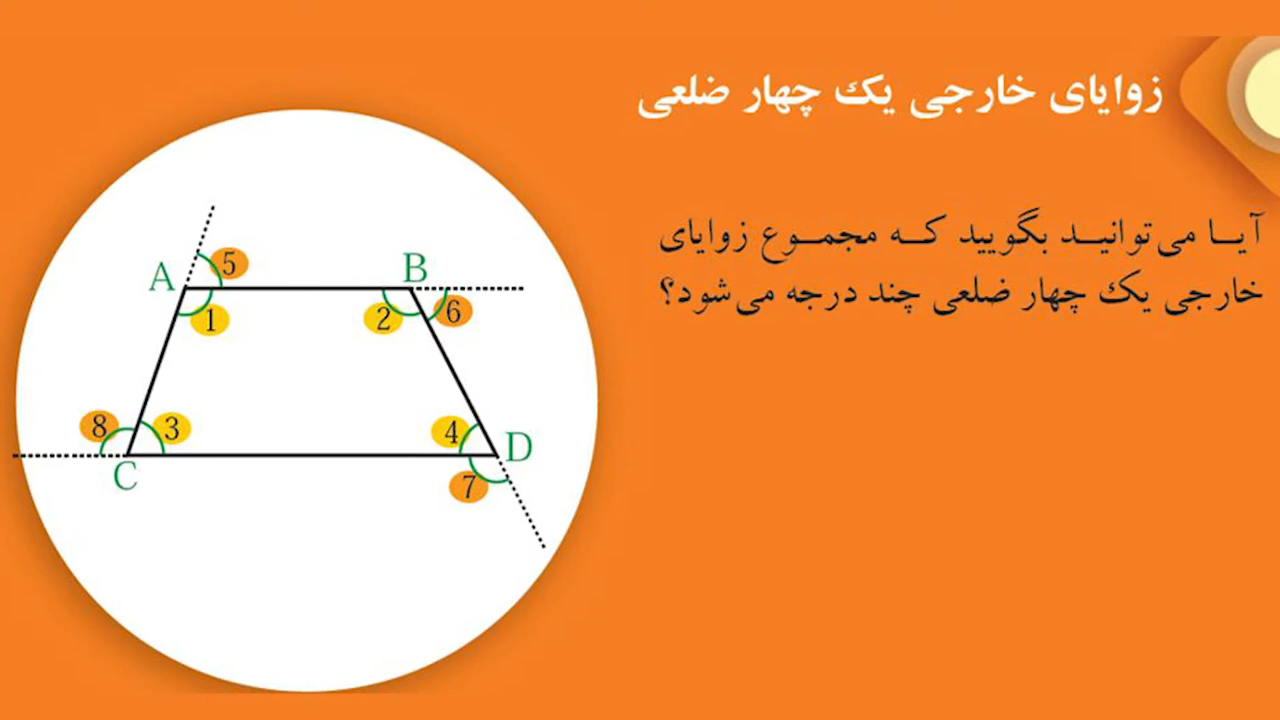 زوایای خارجی یک چهار ضلعی
آیا می‌توانید بگویید که مجموع زوایای
خارجی یک چهار ضلعی چند درجه می‌شود؟
5
A
B
1
2
6
8
3
4
D
C
7